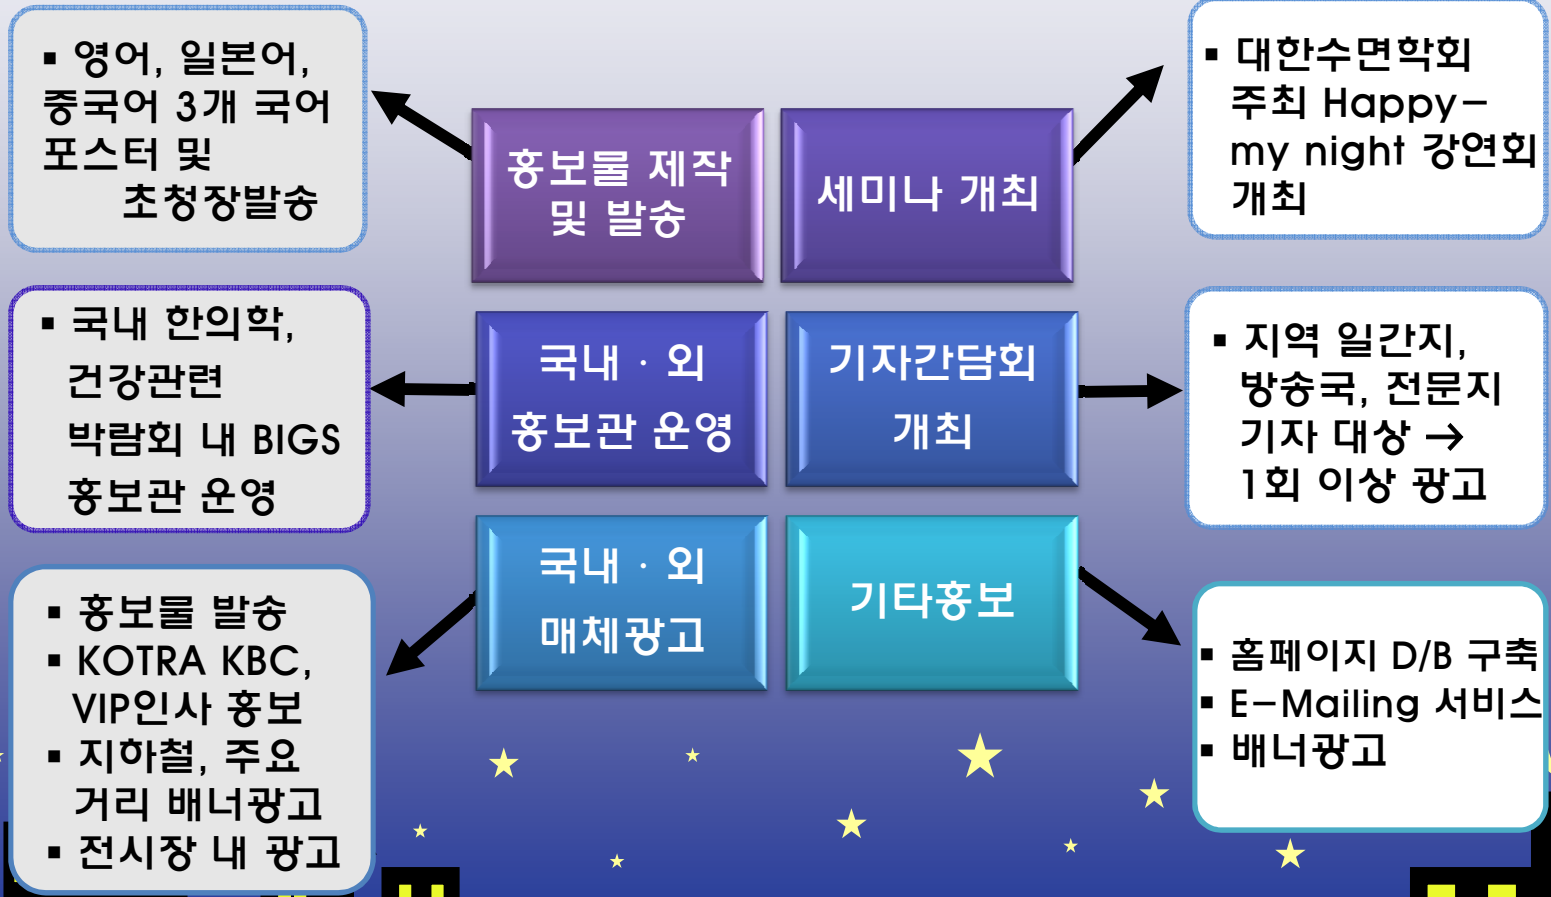 ▪ 영어, 일본어,
중국어 3개 국어
포스터 및
초청장발송
홍보물 제작
및 발송
세미나 개최
▪ 대한수면학회
주최 Happy-
my night 강연회
개최
▪ 국내 한의학,
건강관련
박람회 내 BIGS
홍보관 운영
국내 · 외
홍보관 운영
기자간담회
개최
▪ 지역 일간지,
방송국, 전문지
기자 대상 →
1회 이상 광고
▪ 홍보물 발송
▪ KOTRA KBC,
VIP인사 홍보
▪ 지하철, 주요
거리 배너광고
▪ 전시장 내 광고
국내 · 외
매체광고
기타홍보
▪ 홈페이지 D/B 구축
▪ E-Mailing 서비스
▪ 배너광고